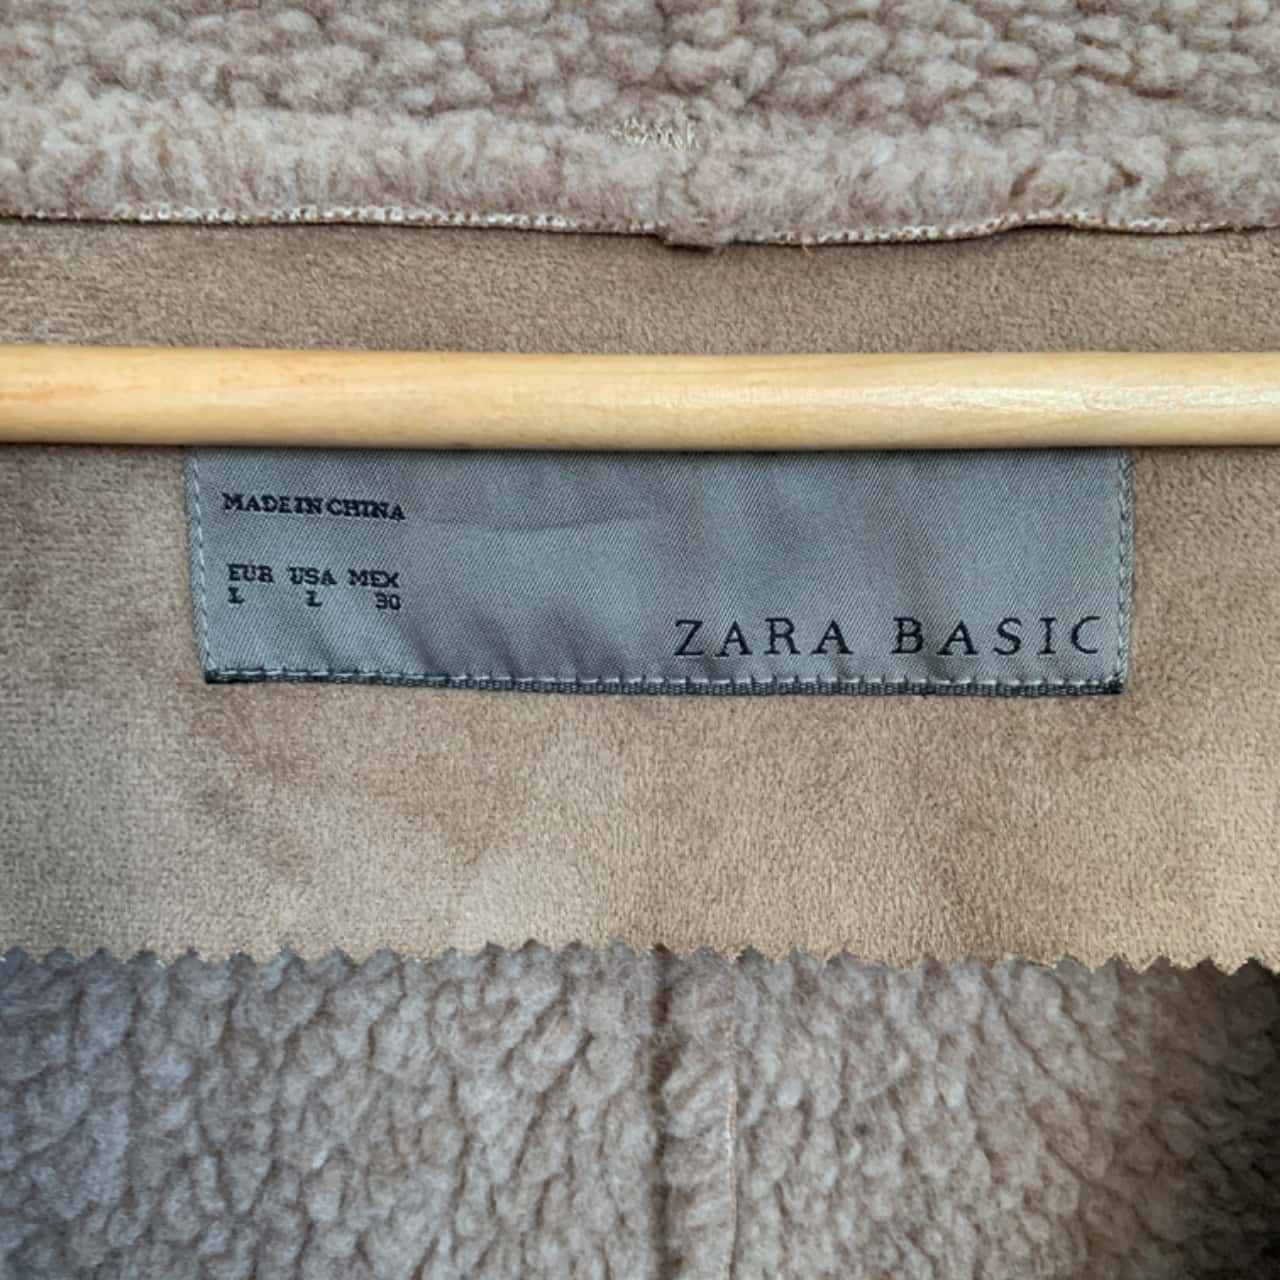 MADE IN CHINA
EUR USA MEX
L L 30
ZARA BASIC